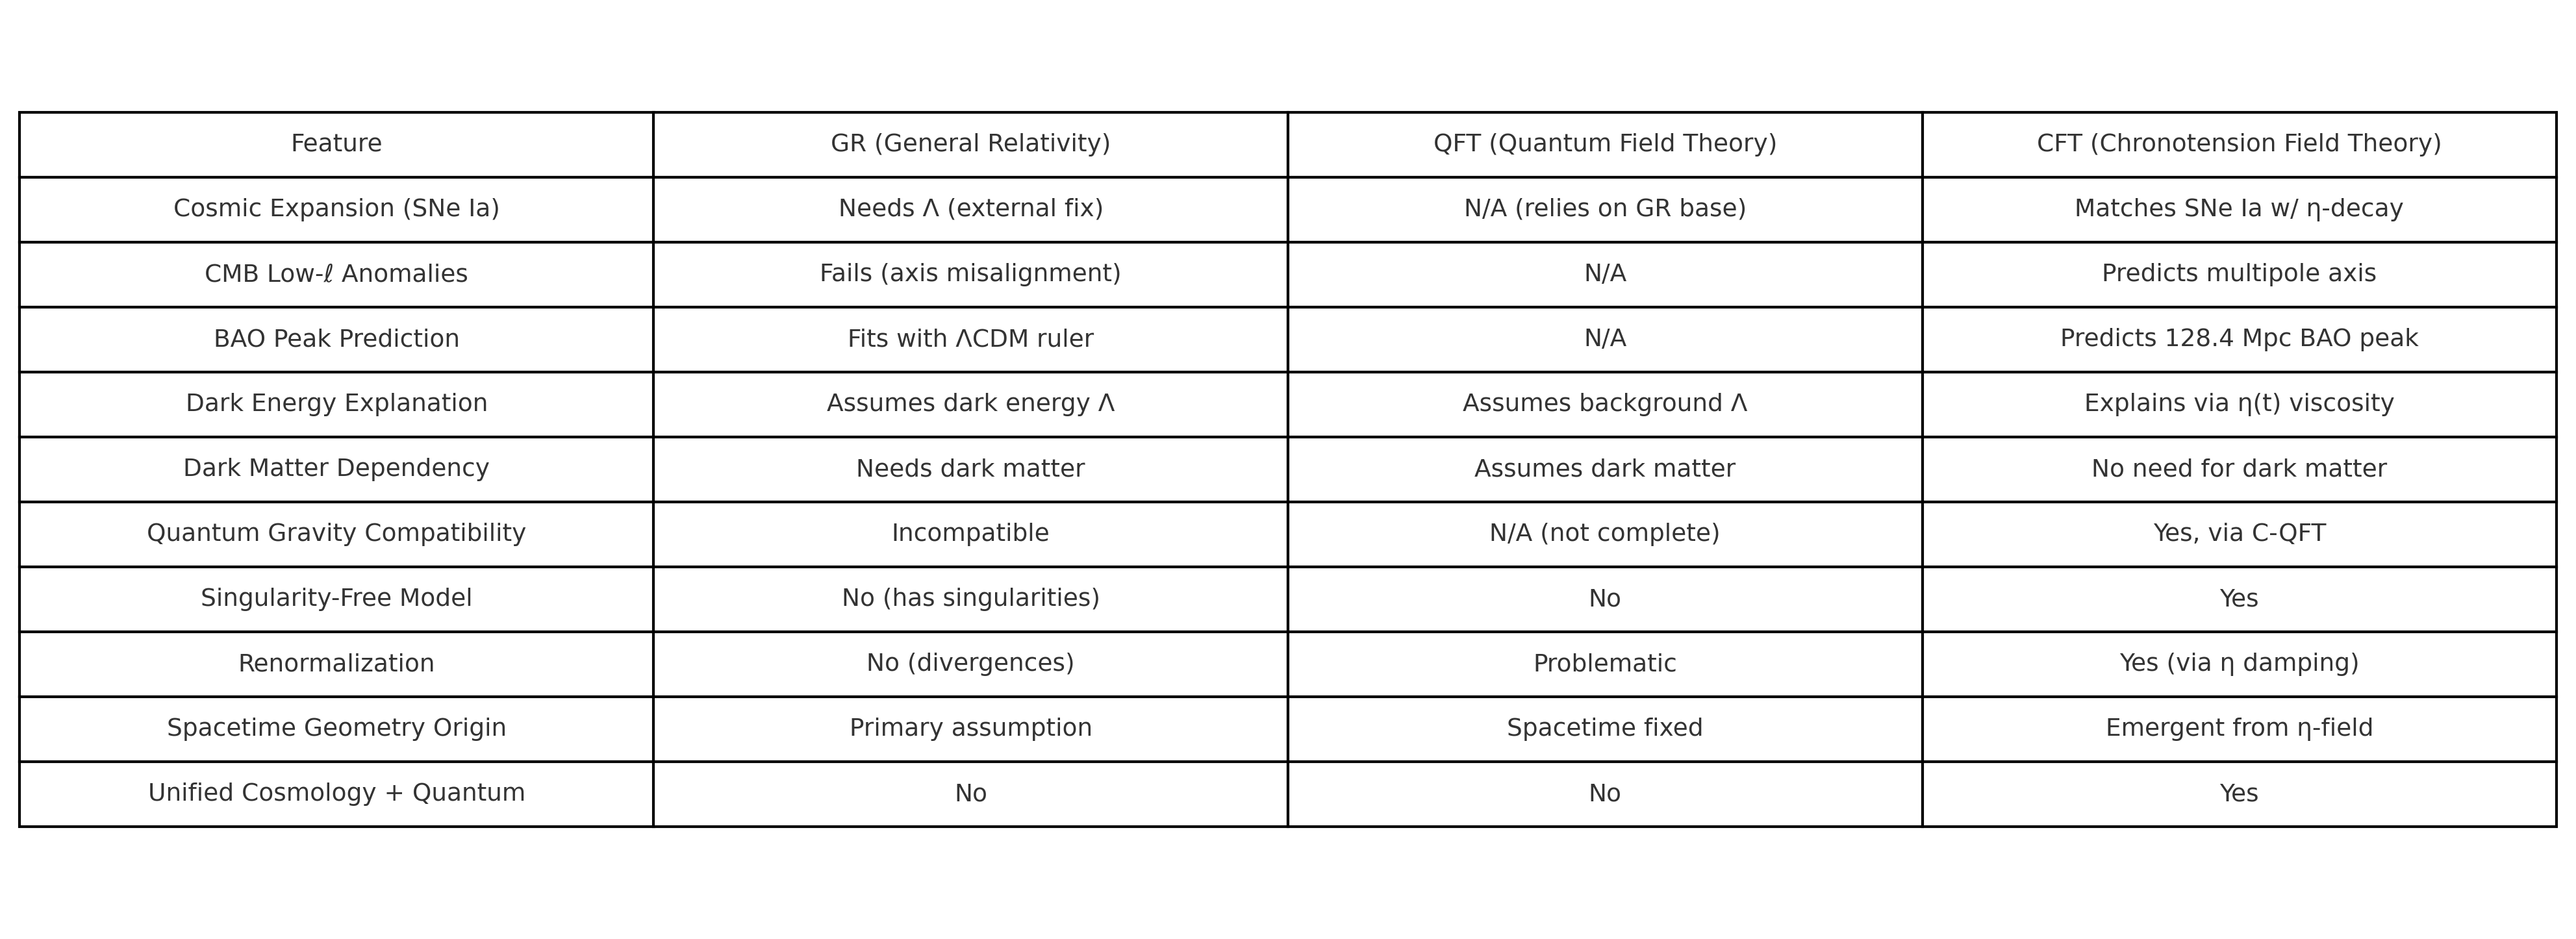 Feature GR (General Relativity) QFT (Quantum Field Theory) CFT (Chronotension Field Theory)
Cosmic Expansion (SNe Ia) Needs Λ (external fix) N/A (relies on GR base) Matches SNe Ia w/ η-decay
CMB Low-ℓ Anomalies Fails (axis misalignment) N/A Predicts multipole axis
BAO Peak Prediction Fits with ΛCDM ruler N/A Predicts 128.4 Mpc BAO peak
Dark Energy Explanation Assumes dark energy Λ Assumes background Λ Explains via η(t) viscosity
Dark Matter Dependency Needs dark matter Assumes dark matter No need for dark matter
Quantum Gravity Compatibility Incompatible N/A (not complete) Yes, via C-QFT
Singularity-Free Model No (has singularities) No Yes
Renormalization No (divergences) Problematic Yes (via η damping)
Spacetime Geometry Origin Primary assumption Spacetime fixed Emergent from η-field
Unified Cosmology + Quantum No No Yes